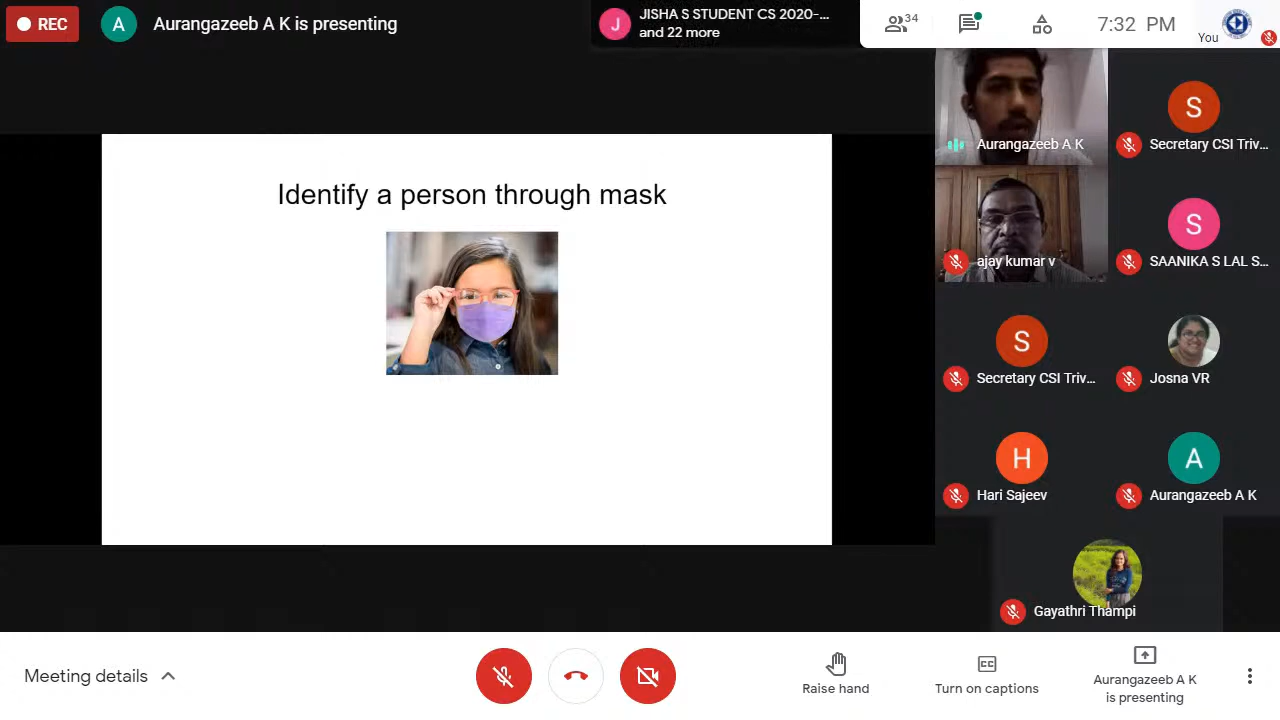 REC
A
Aurangazeeb A K is presenting
J
JISHA S STUDENT CS 2020-...
and 22 more
34
7:32 PM
You
Identify a person through mask
Aurangazeeb A K
S
Secretary CSI Triv...
ajay kumar v
S
SAANIKA S LAL S...
S
Secretary CSI Triv...
Josna VR
H
Hari Sajeev
A
Aurangazeeb A K
Gayathri Thampi
Meeting details
Raise hand
CC
Turn on captions
Aurangazeeb A K
is presenting